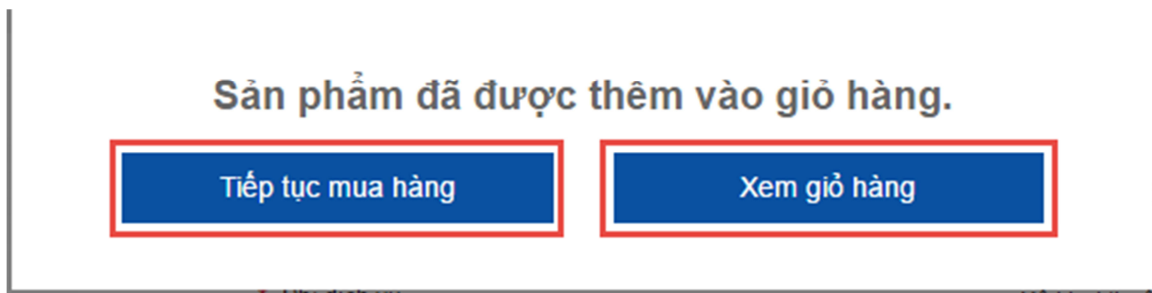 Sản phẩm đã được thêm vào giỏ hàng.
Tiếp tục mua hàng
Xem giỏ hàng